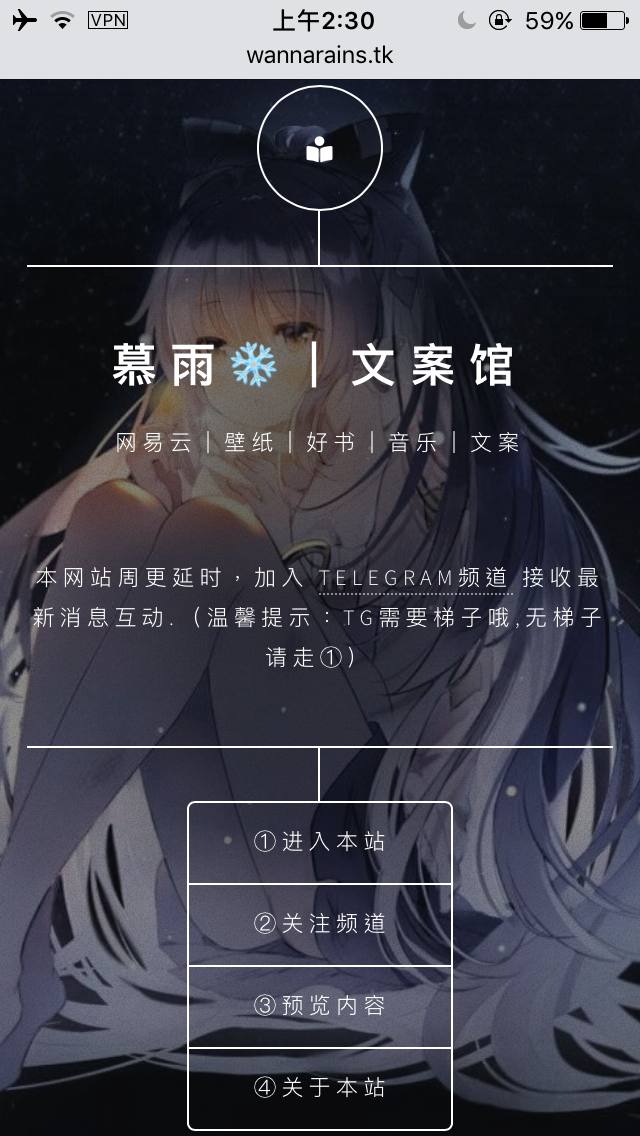 VPN 上午2:30 59%
wannarains.tk
慕雨❄️ | 文案馆
网易云 | 壁纸 | 好书 | 音乐 | 文案
本网站周更延时，加入 TELEGRAM频道 接收最
新消息互动.（温馨提示：TG需要梯子哦,无梯子
请走①）
①进入本站
②关注频道
③预览内容
④关于本站